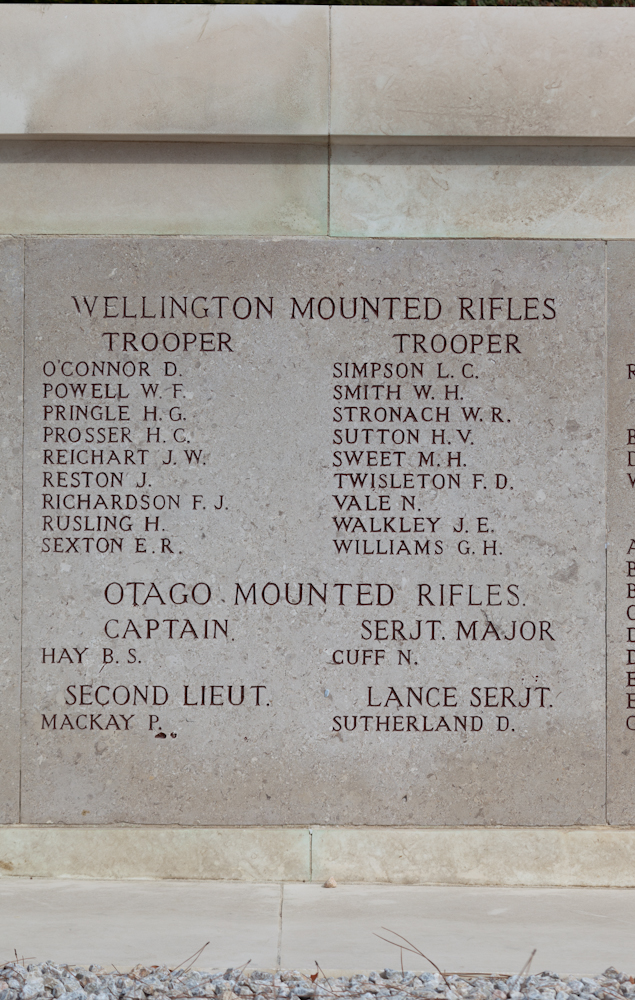 WELLINGTON MOUNTED RIFLES
TROOPER
O'CONNOR D.
POWELL W. F.
PRINGLE H. G.
PROSSER H. C.
REICHART J. W.
RESTON J.
RICHARDSON F. J.
RUSLING H.
SEXTON E. R.
TROOPER
SIMPSON L. C.
SMITH W. H.
STRONACH W. R.
SUTTON H. V.
SWEET M. H.
TWISLETON F. D.
VALE N.
WALKLEY J. E.
WILLIAMS G. H.
OTAGO MOUNTED RIFLES.
CAPTAIN.
HAY B. S.
SECOND LIEUT.
MACKAY P.
SERJT. MAJOR
CUFF N.
LANCE SERJT.
SUTHERLAND D.